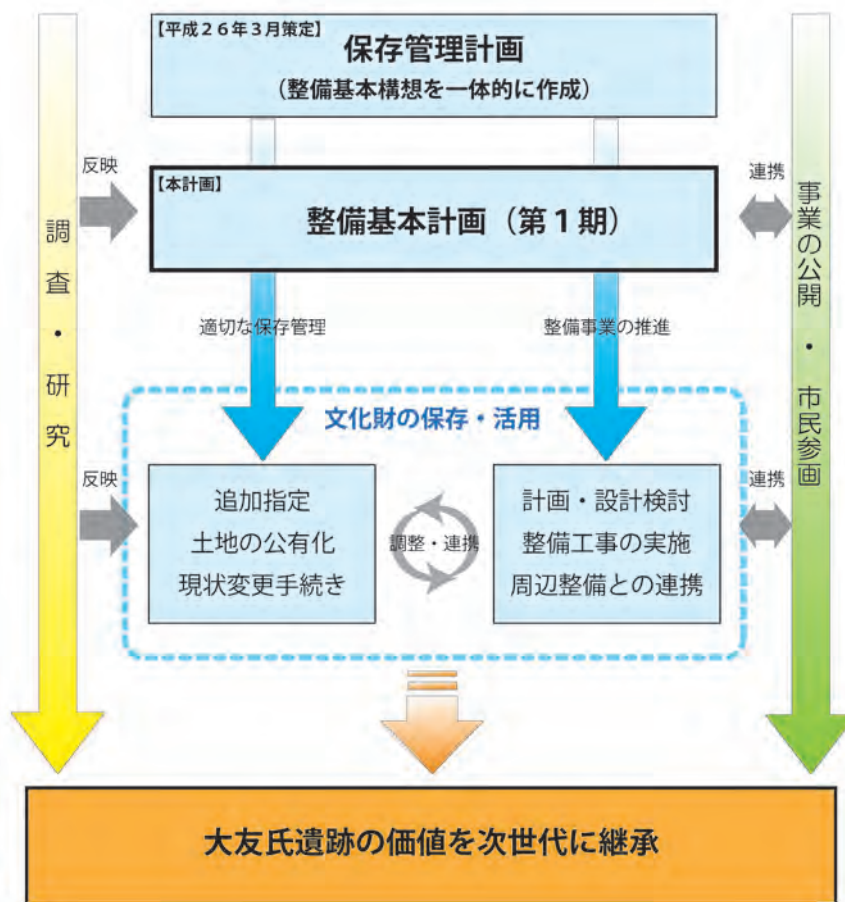 【平成26年3月策定】
保存管理計画
（整備基本構想を一体的に作成）
反映
【本計画】
整備基本計画（第1期）
連携
調査・研究
事業の公開・市民参画
適切な保存管理
整備事業の推進
文化財の保存・活用
反映
追加指定
土地の公有化
現状変更手続き
調整・連携
計画・設計検討
整備工事の実施
周辺整備との連携
連携
大友氏遺跡の価値を次世代に継承